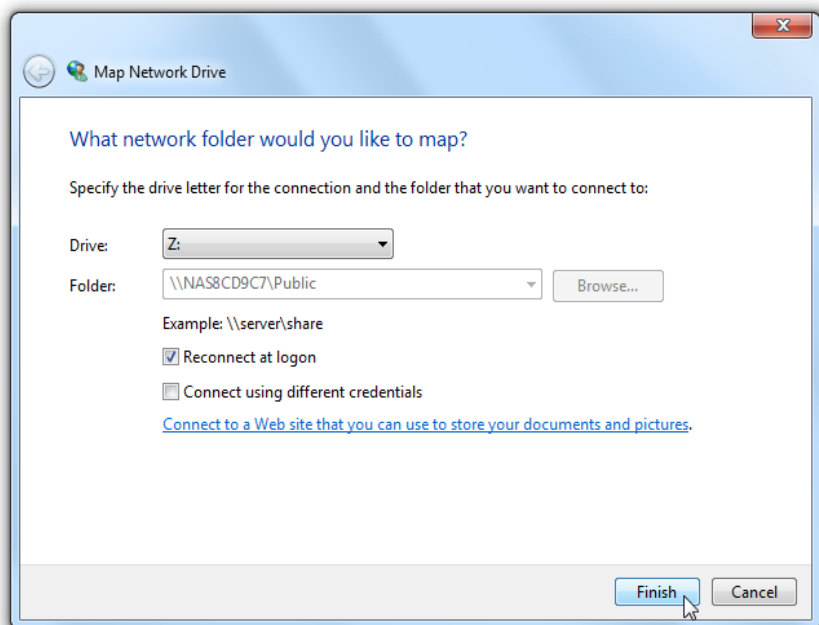 Map Network Drive
What network folder would you like to map?
Specify the drive letter for the connection and the folder that you want to connect to:
Drive: Z:
Folder: \\NAS8CD9C7\Public Browse...
Example: \\server\share
Reconnect at logon
Connect using different credentials
Connect to a Web site that you can use to store your documents and pictures.
Finish Cancel